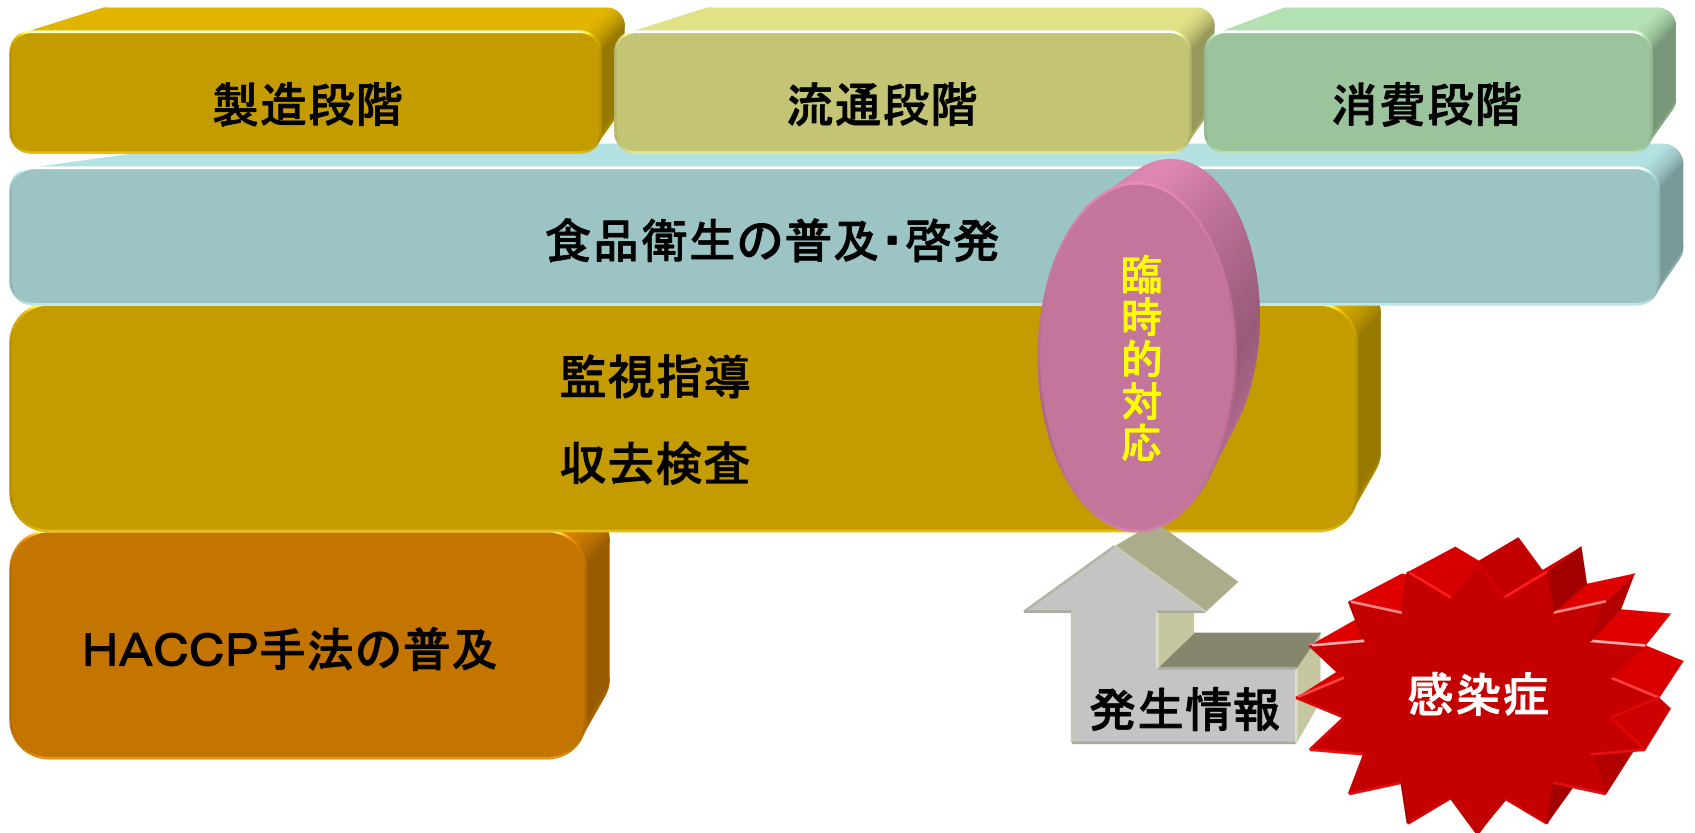 製造段階
流通段階
消費段階
食品衛生の普及・啓発
臨時的対応
監視指導
収去検査
HACCP手法の普及
発生情報
感染症